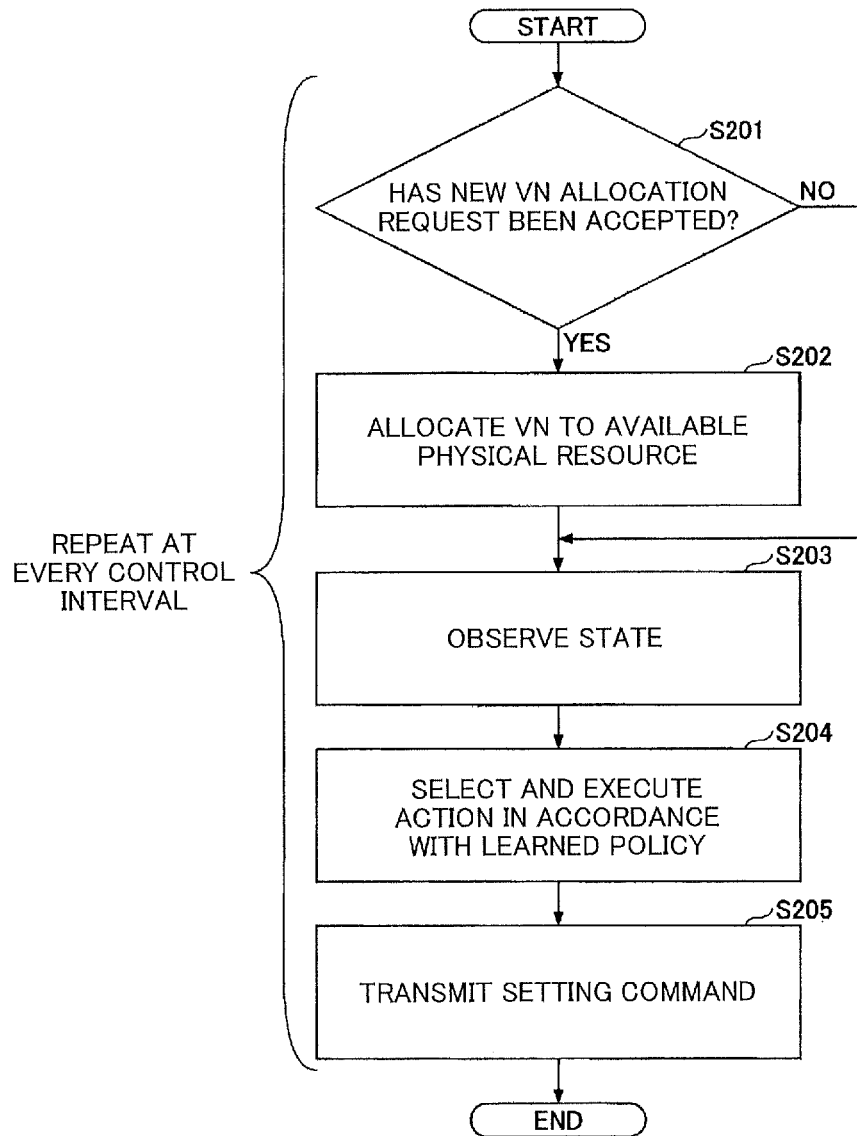 START
S201
HAS NEW VN ALLOCATION
REQUEST BEEN ACCEPTED?
NO
YES
S202
ALLOCATE VN TO AVAILABLE
PHYSICAL RESOURCE
REPEAT AT
EVERY CONTROL
INTERVAL
S203
OBSERVE STATE
S204
SELECT AND EXECUTE
ACTION IN ACCORDANCE
WITH LEARNED POLICY
S205
TRANSMIT SETTING COMMAND
END